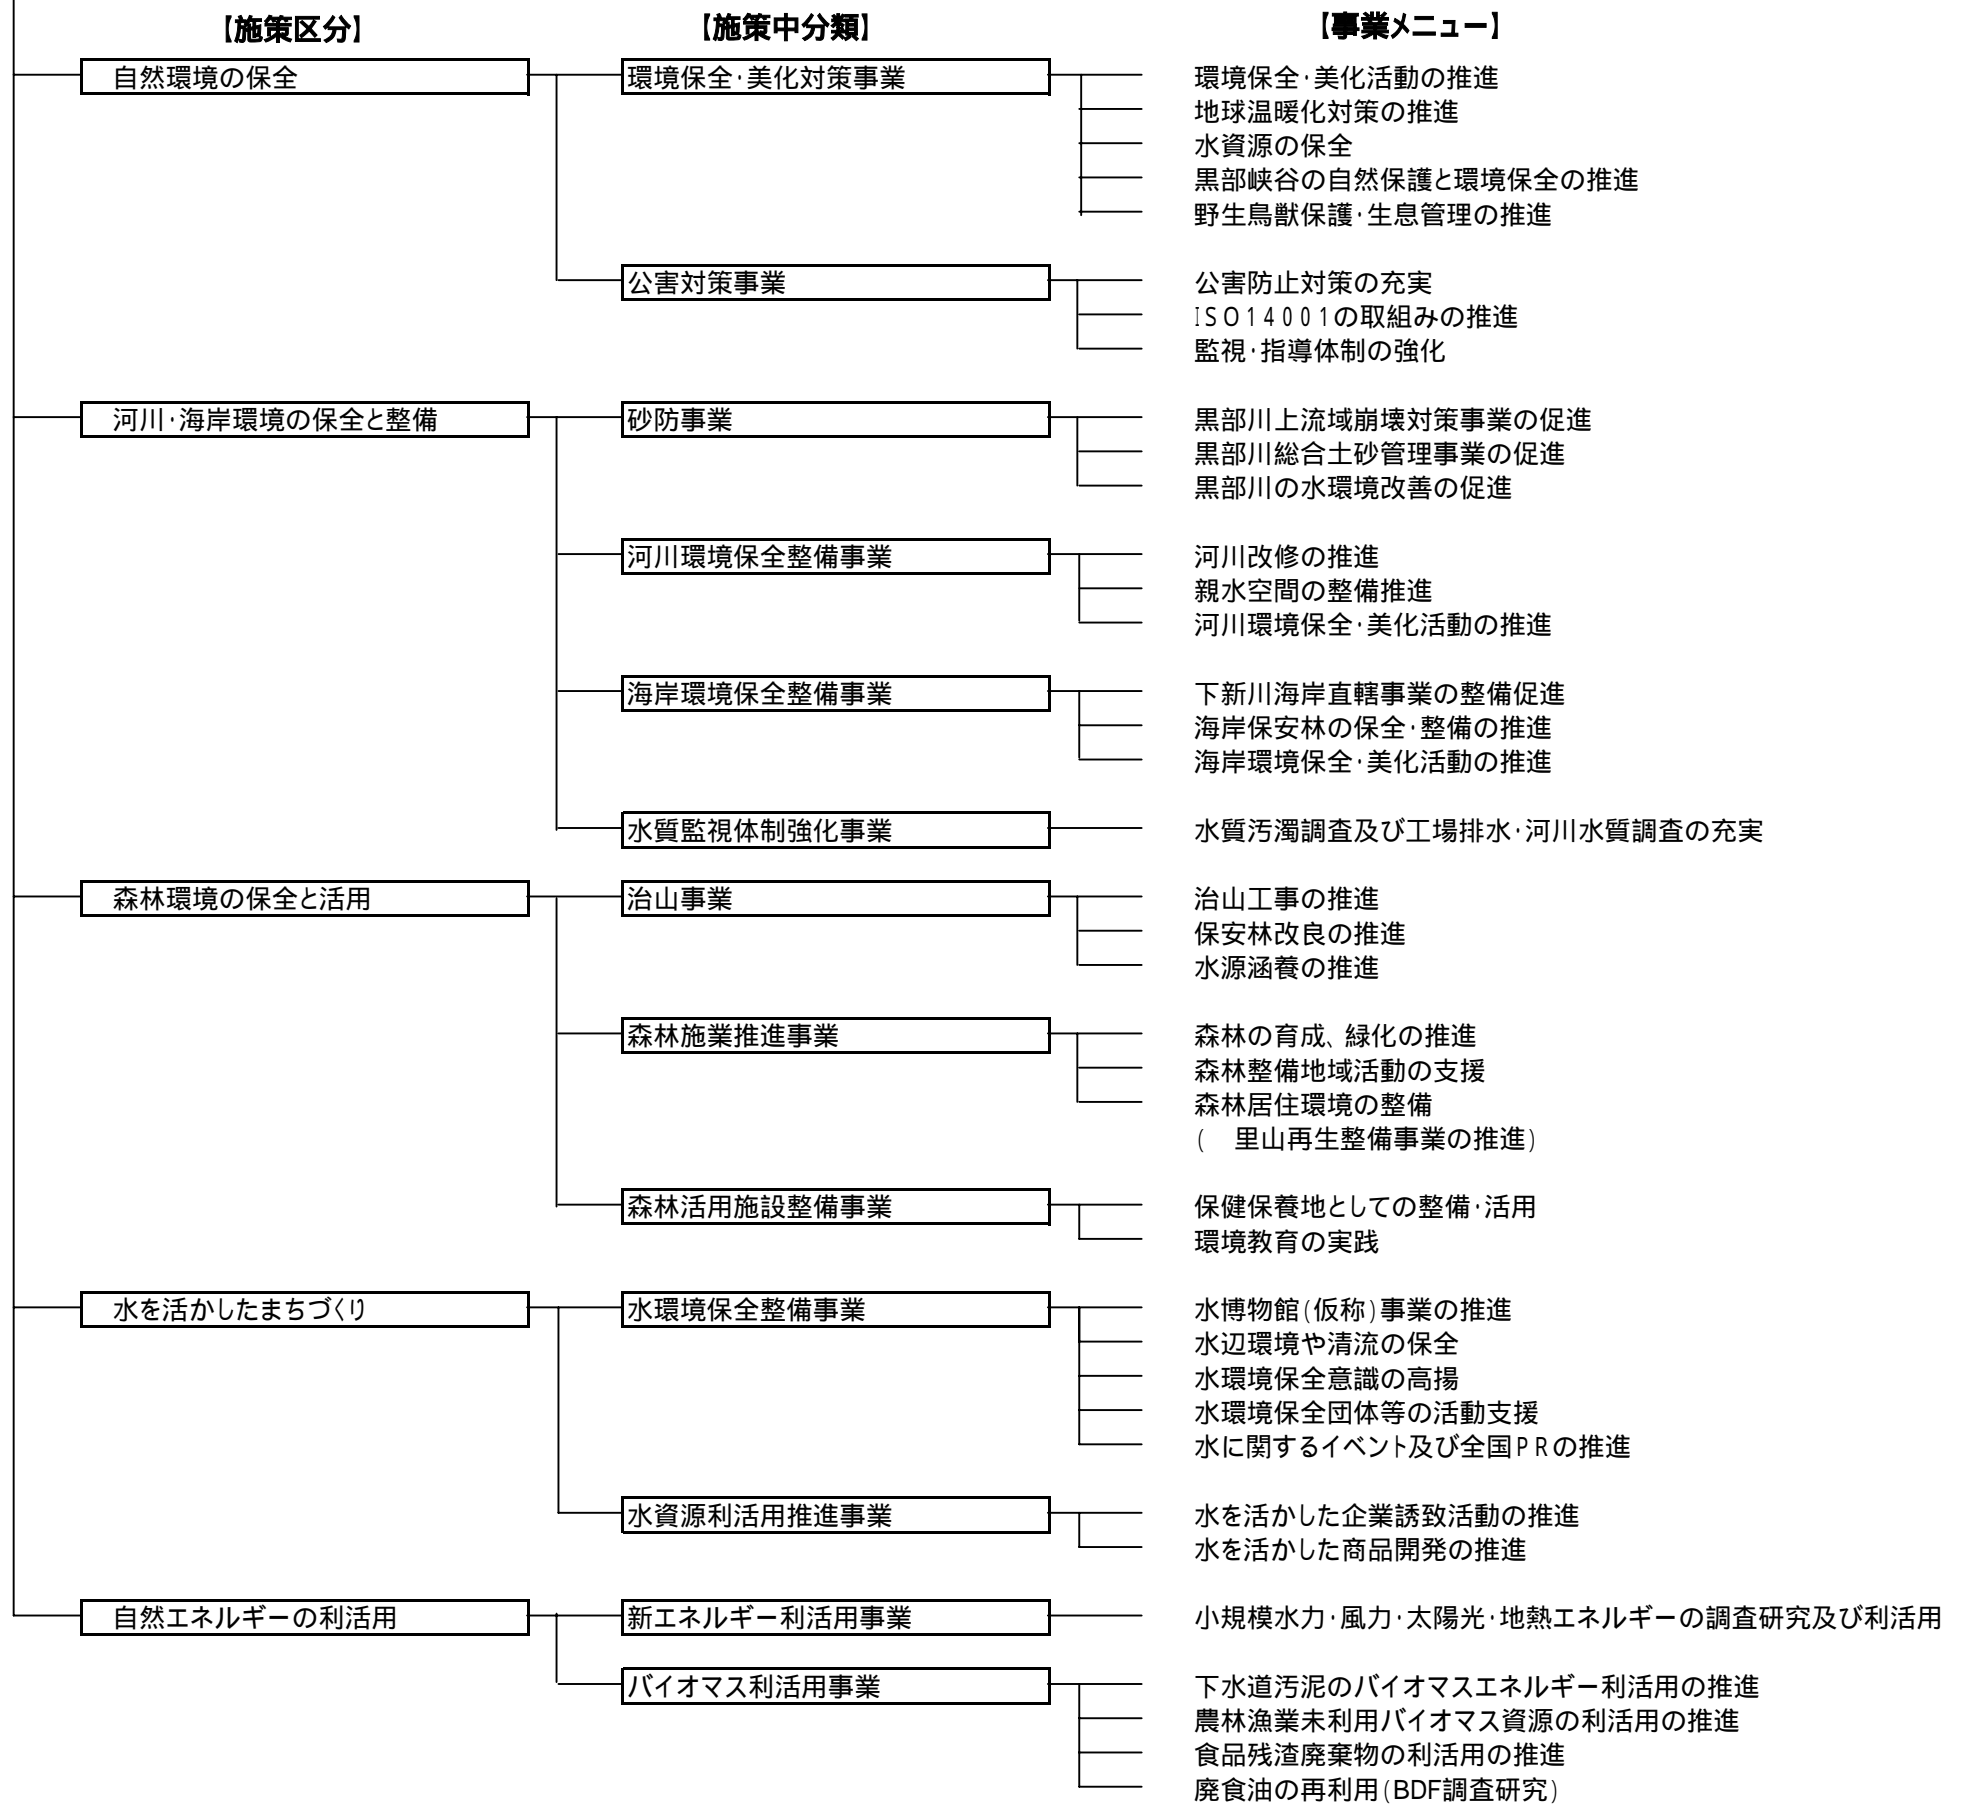 【施策区分】 【施策中分類】 【事業メニュー】
自然環境の保全 環境保全・美化対策事業 環境保全・美化活動の推進
地球温暖化対策の推進
水資源の保全
黒部峡谷の自然保護と環境保全の推進
野生鳥獣保護・生息管理の推進
公害対策事業 公害防止対策の充実
ISO14001の取組みの推進
監視・指導体制の強化
河川・海岸環境の保全と整備 砂防事業 黒部川上流域崩壊対策事業の促進
黒部川総合土砂管理事業の促進
黒部川の水環境改善の促進
河川環境保全整備事業 河川改修の推進
親水空間の整備推進
河川環境保全・美化活動の推進
海岸環境保全整備事業 下新川海岸直轄事業の整備促進
海岸保安林の保全・整備の推進
海岸環境保全・美化活動の推進
水質監視体制強化事業 水質汚濁調査及び工場排水・河川水質調査の充実
森林環境の保全と活用 治山事業 治山工事の推進
保安林改良の推進
水源涵養の推進
森林施業推進事業 森林の育成、緑化の推進
森林整備地域活動の支援
森林居住環境の整備
(　里山再生整備事業の推進)
森林活用施設整備事業 保健保養地としての整備・活用
環境教育の実践
水を活かしたまちづくり 水環境保全整備事業 水博物館(仮称)事業の推進
水辺環境や清流の保全
水環境保全意識の高揚
水環境保全団体等の活動支援
水に関するイベント及び全国PRの推進
水資源利活用推進事業 水を活かした企業誘致活動の推進
水を活かした商品開発の推進
自然エネルギーの利活用 新エネルギー利活用事業 小規模水力・風力・太陽光・地熱エネルギーの調査研究及び利活用
バイオマス利活用事業 下水道汚泥のバイオマスエネルギー利活用の推進
農林漁業未利用バイオマス資源の利活用の推進
食品残渣廃棄物の利活用の推進
廃食油の再利用(BDF調査研究)